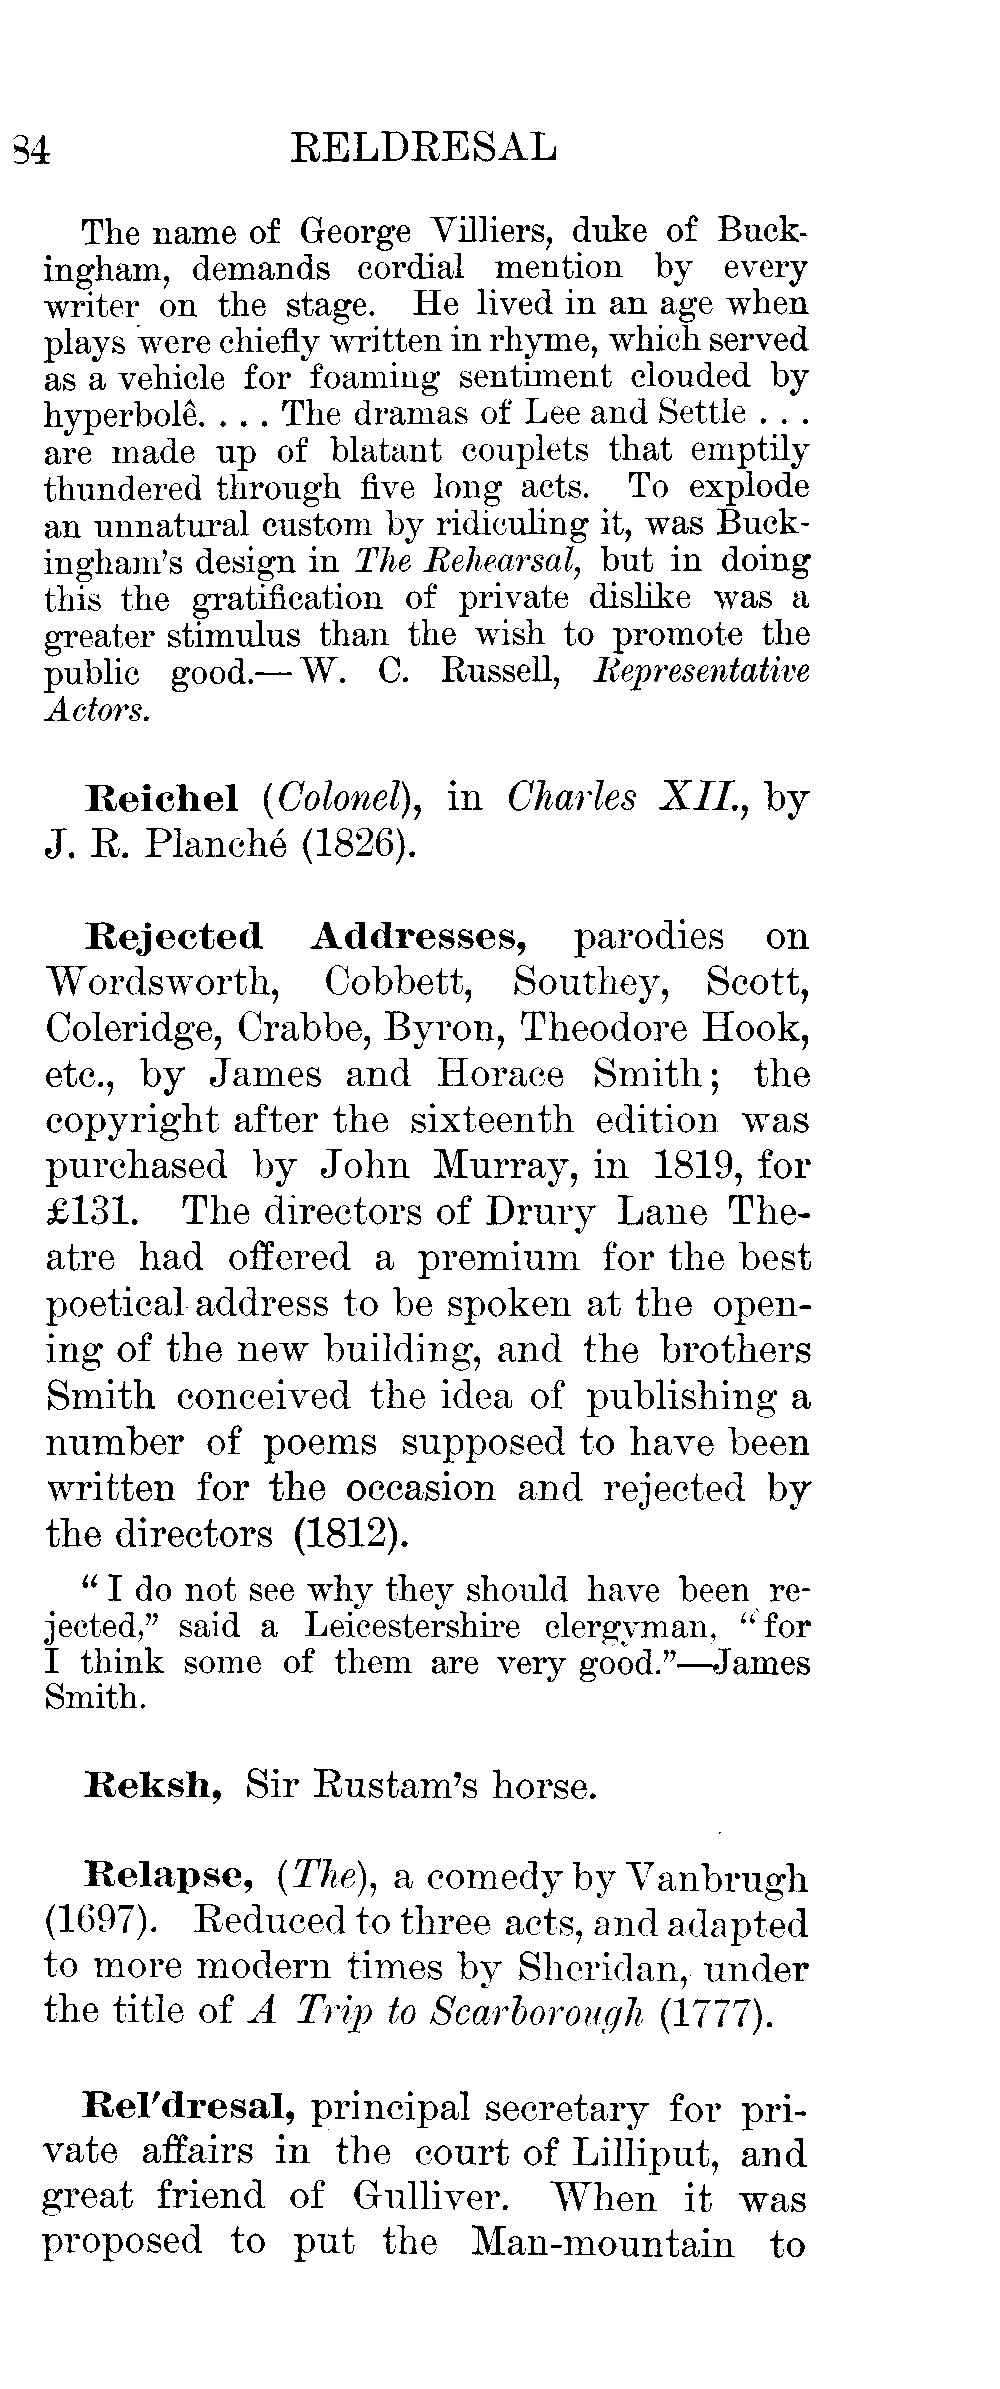 84 RELDRESAL
The name of George Villiers, duke of Buck-
ingham, demands cordial mention by every
writer on the stage. He lived in an age when
plays were chiefly written in rhyme, which served
as a vehicle for foaming sentiment clouded by
hyperbolê. . . . The dramas of Lee and Settle . . .
are made up of blatant couplets that emptily
thundered through five long acts. To explode
an unnatural custom by ridiculing it, was Buck-
ingham's design in The Rehearsal, but in doing
this the gratification of private dislike was a
greater stimulus than the wish to promote the
public good.—W. C. Russell, Representative
Actors.
Reichel (Colonel), in Charles XII., by
J. R. Planché (1826).
Rejected Addresses, parodies on
Wordsworth, Cobbett, Southey, Scott,
Coleridge, Crabbe, Byron, Theodore Hook,
etc., by James and Horace Smith; the
copyright after the sixteenth edition was
purchased by John Murray, in 1819, for
£131. The directors of Drury Lane The-
atre had offered a premium for the best
poetical address to be spoken at the open-
ing of the new building, and the brothers
Smith conceived the idea of publishing a
number of poems supposed to have been
written for the occasion and rejected by
the directors (1812).
“I do not see why they should have been re-
jected,” said a Leicestershire clergyman, “for
I think some of them are very good.”—James
Smith.
Reksh, Sir Rustam's horse.
Relapse, (The), a comedy by Vanbrugh
(1697). Reduced to three acts, and adapted
to more modern times by Sheridan, under
the title of A Trip to Scarborough (1777).
Rel'dresal, principal secretary for pri-
vate affairs in the court of Lilliput, and
great friend of Gulliver. When it was
proposed to put the Man-mountain to